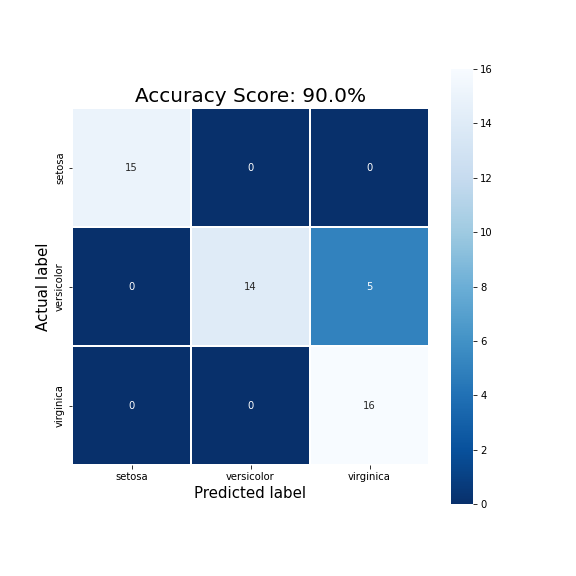 Accuracy Score: 90.0%
Actual label
setosa
versicolor
virginica
15 0 0
0 14 5
0 0 16
setosa versicolor virginica
Predicted label
16
14
12
10
8
6
4
2
0